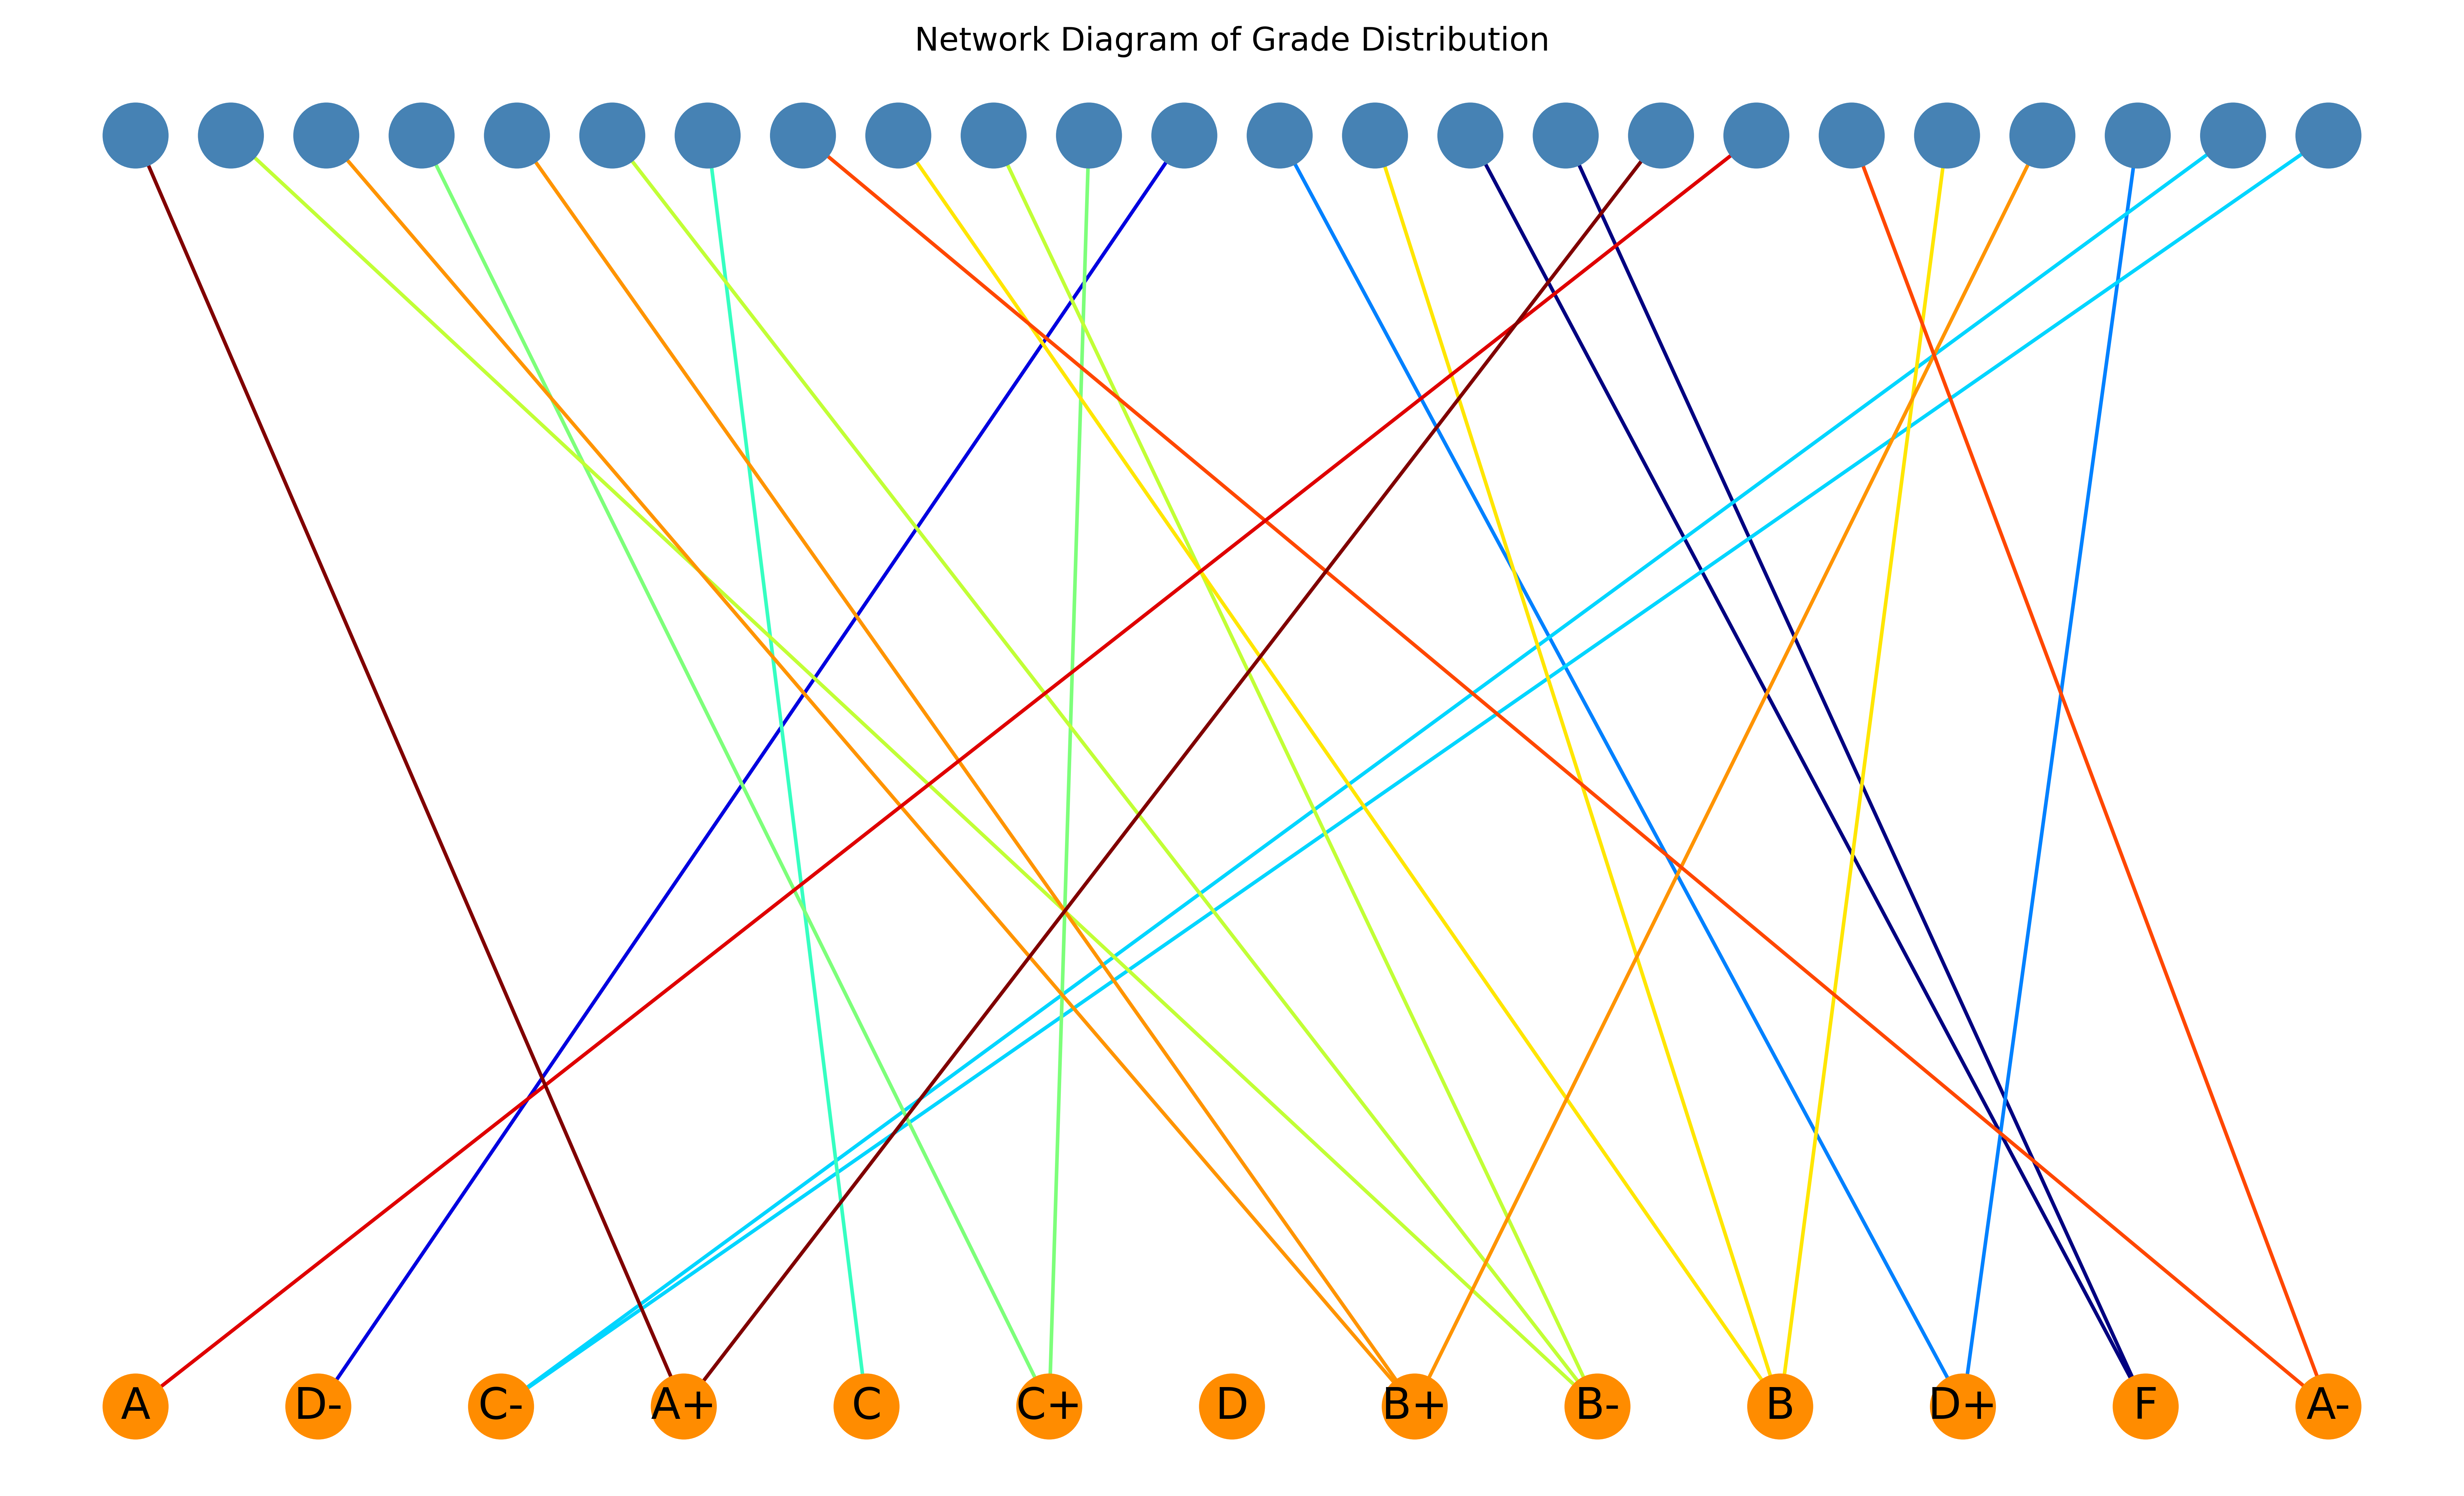 Network Diagram of Grade Distribution
A D- C- A+ C C+ D B+ B- B D+ F A-